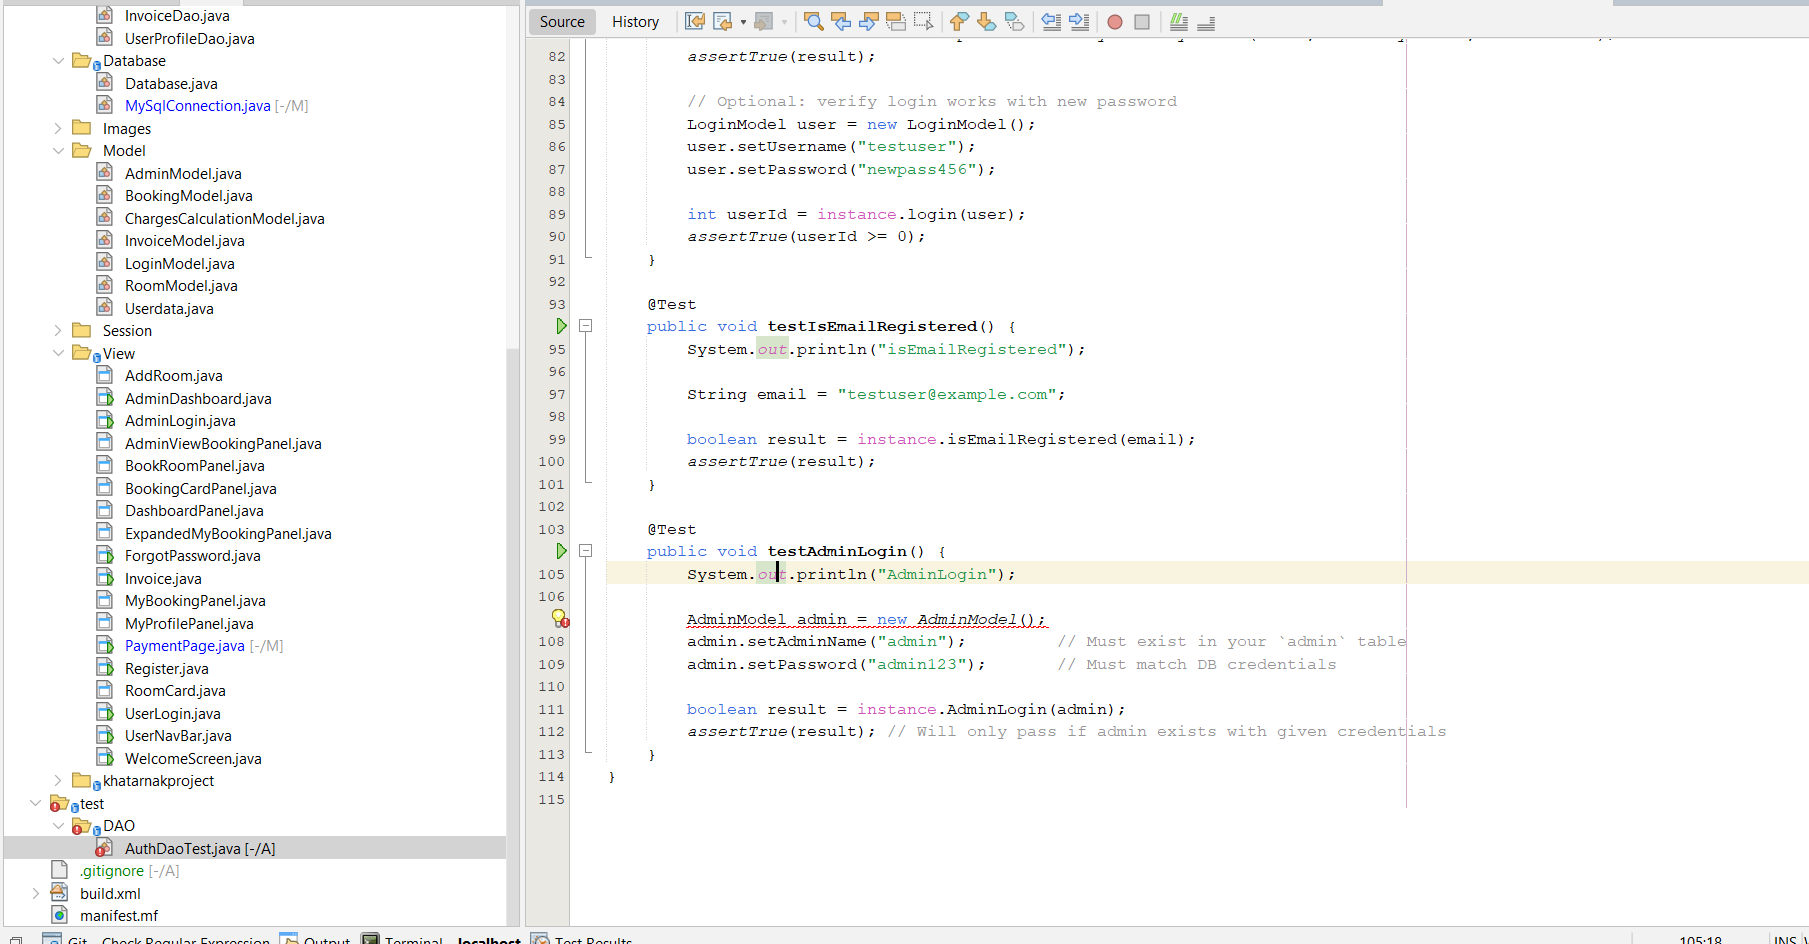 InvoiceDao.java
UserProfileDao.java
Database
Database.java
MySqlConnection.java [-/M]
Images
Model
AdminModel.java
BookingModel.java
ChargesCalculationModel.java
InvoiceModel.java
LoginModel.java
RoomModel.java
Userdata.java
Session
View
AddRoom.java
AdminDashboard.java
AdminLogin.java
AdminViewBookingPanel.java
BookRoomPanel.java
BookingCardPanel.java
DashboardPanel.java
ExpandedMyBookingPanel.java
ForgotPassword.java
Invoice.java
MyBookingPanel.java
MyProfilePanel.java
PaymentPage.java [-/M]
Register.java
RoomCard.java
UserLogin.java
UserNavBar.java
WelcomeScreen.java
khatarnakproject
test
DAO
AuthDaoTest.java [-/A]
.gitignore [-/A]
build.xml
manifest.mf
Source History
82 assertTrue(result);
83
84 // Optional: verify login works with new password
85 LoginModel user = new LoginModel();
86 user.setUsername("testuser");
87 user.setPassword("newpass456");
88
89 int userId = instance.login(user);
90 assertTrue(userId >= 0);
91 }
92
93 @Test
public void testIsEmailRegistered() {
95 System.out.println("isEmailRegistered");
96
97 String email = "testuser@example.com";
98
99 boolean result = instance.isEmailRegistered(email);
100 assertTrue(result);
101 }
102
103 @Test
public void testAdminLogin() {
105 System.out.println("AdminLogin");
106
AdminModel admin = new AdminModel();
108 admin.setAdminName("admin"); // Must exist in your `admin` table
109 admin.setPassword("admin123"); // Must match DB credentials
110
111 boolean result = instance.AdminLogin(admin);
112 assertTrue(result); // Will only pass if admin exists with given credentials
113 }
114 }
115
Git Check Regular Expression Output Terminal localhost Test Results 105:18 INS